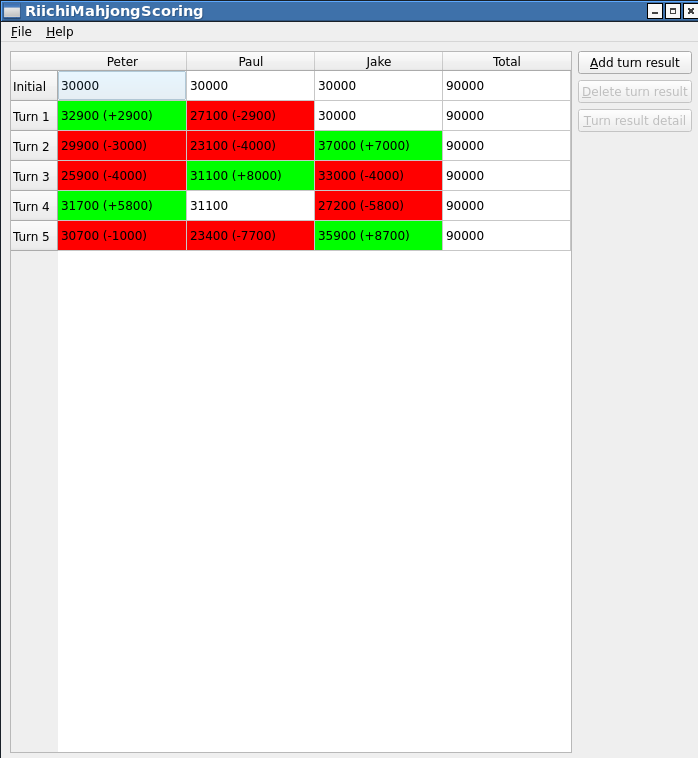 RiichiMahjongScoring
File Help
Peter Paul Jake Total
Initial 30000 30000 30000 90000
Turn 1 32900 (+2900) 27100 (-2900) 30000 90000
Turn 2 29900 (-3000) 23100 (-4000) 37000 (+7000) 90000
Turn 3 25900 (-4000) 31100 (+8000) 33000 (-4000) 90000
Turn 4 31700 (+5800) 31100 27200 (-5800) 90000
Turn 5 30700 (-1000) 23400 (-7700) 35900 (+8700) 90000
Add turn result
Delete turn result
Turn result detail